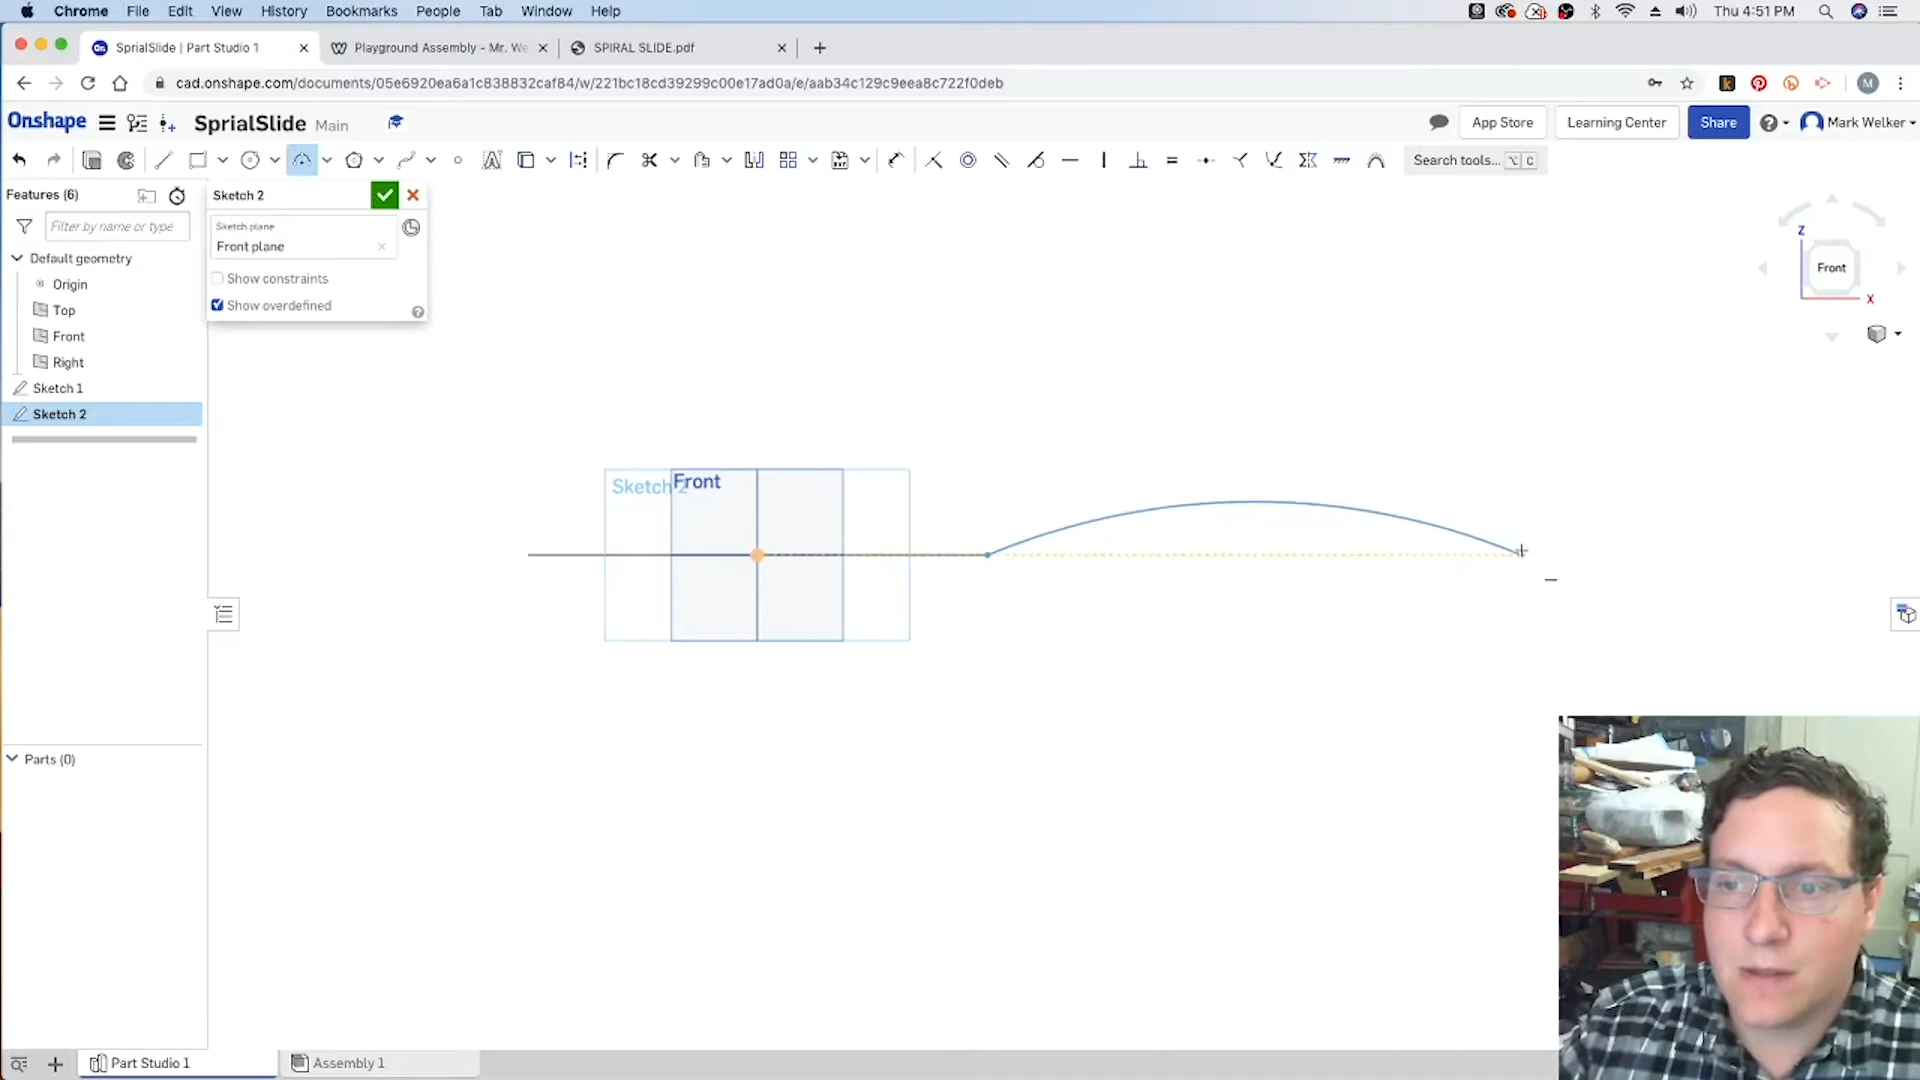 Chrome File Edit View History Bookmarks People Tab Window Help Thu 4:51 PM
SprialSlide | Part Studio 1
Playground Assembly - Mr. We
SPIRAL SLIDE.pdf
cad.onshape.com/documents/05e6920ea6a1c838832caf84/w/221bc18cd39299c00e17ad0a/e/aab34c129c9eea8c722f0deb
M
Onshape SprialSlide Main App Store Learning Center Share Mark Welker
Search tools... C
Features (6)
Filter by name or type
Default geometry
Origin
Top
Front
Right
Sketch 1
Sketch 2
Sketch 2
Sketch plane
Front plane
Show constraints
Show overdefined
Z
Front
X
Sketch 2
Front
Parts (0)
Part Studio 1
Assembly 1